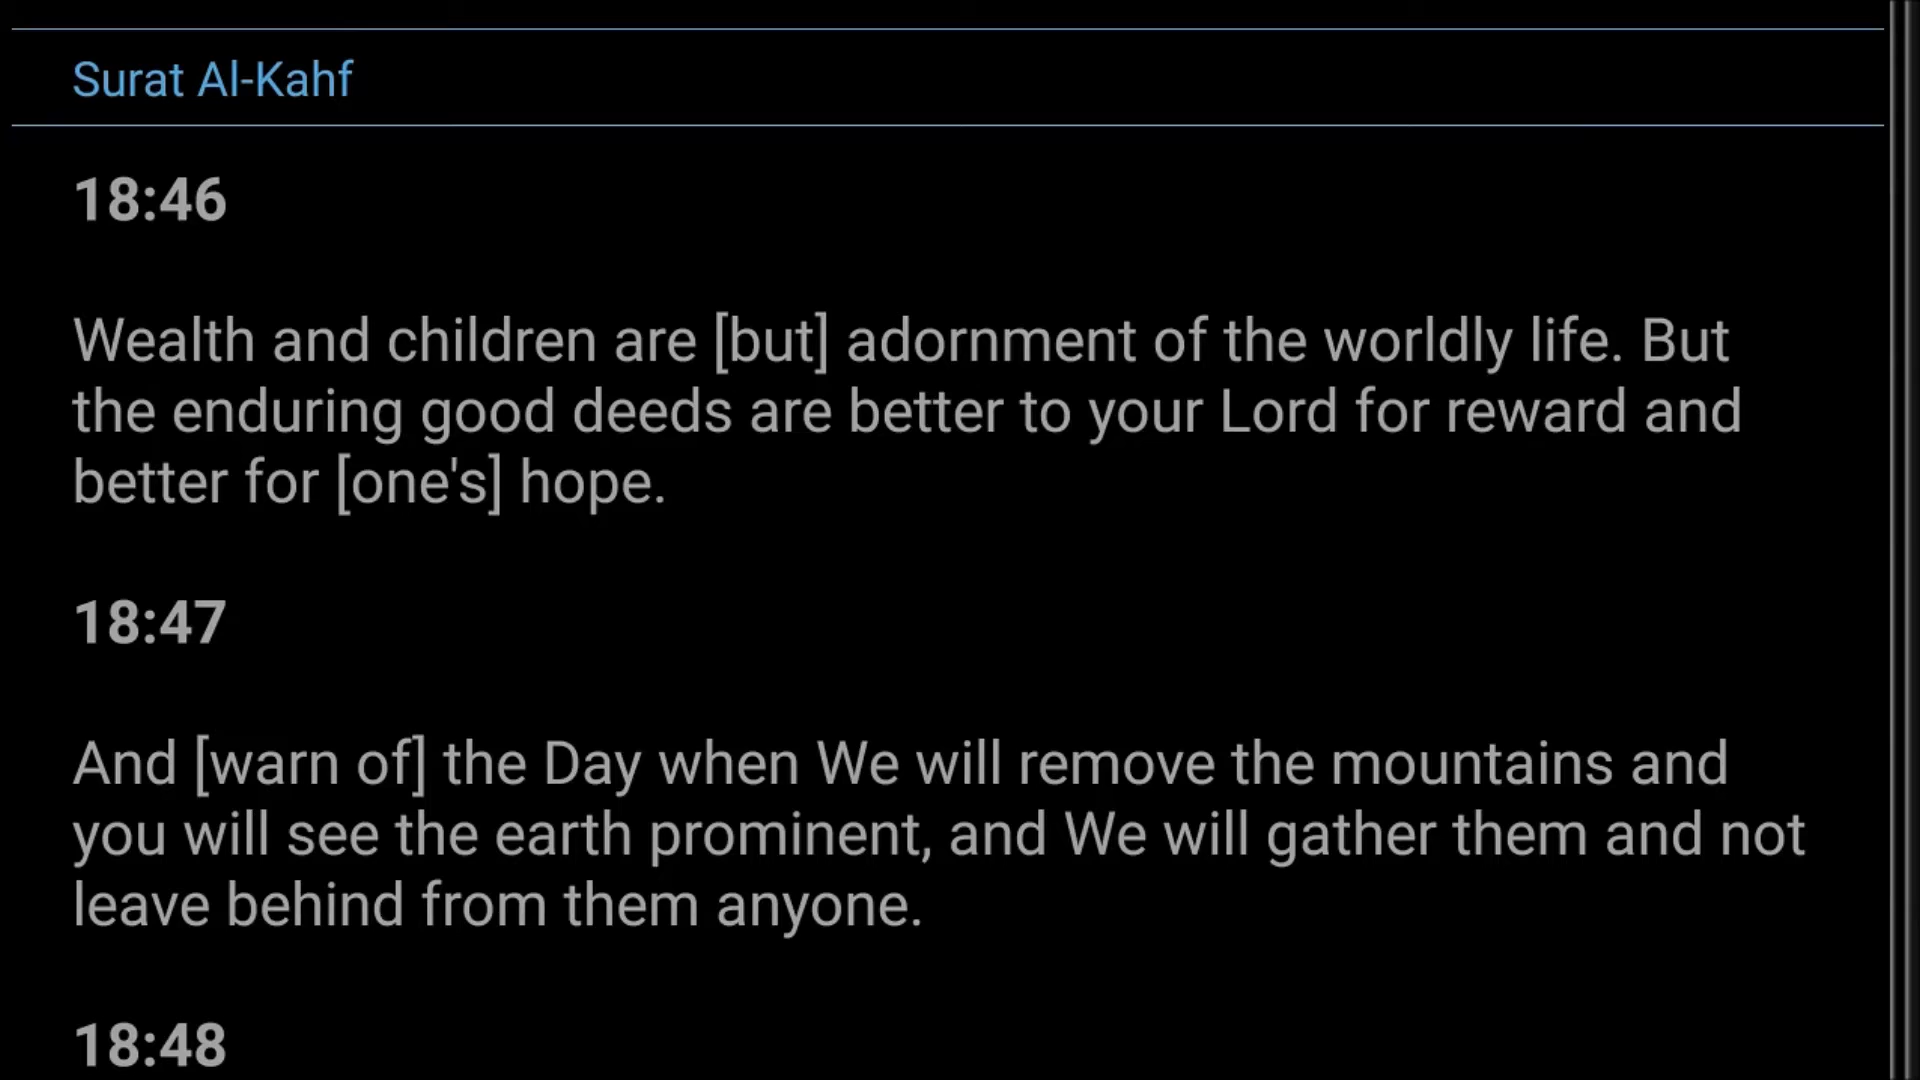 Surat Al-Kahf
18:46
Wealth and children are [but] adornment of the worldly life. But
the enduring good deeds are better to your Lord for reward and
better for [one's] hope.
18:47
And [warn of] the Day when We will remove the mountains and
you will see the earth prominent, and We will gather them and not
leave behind from them anyone.
18:48